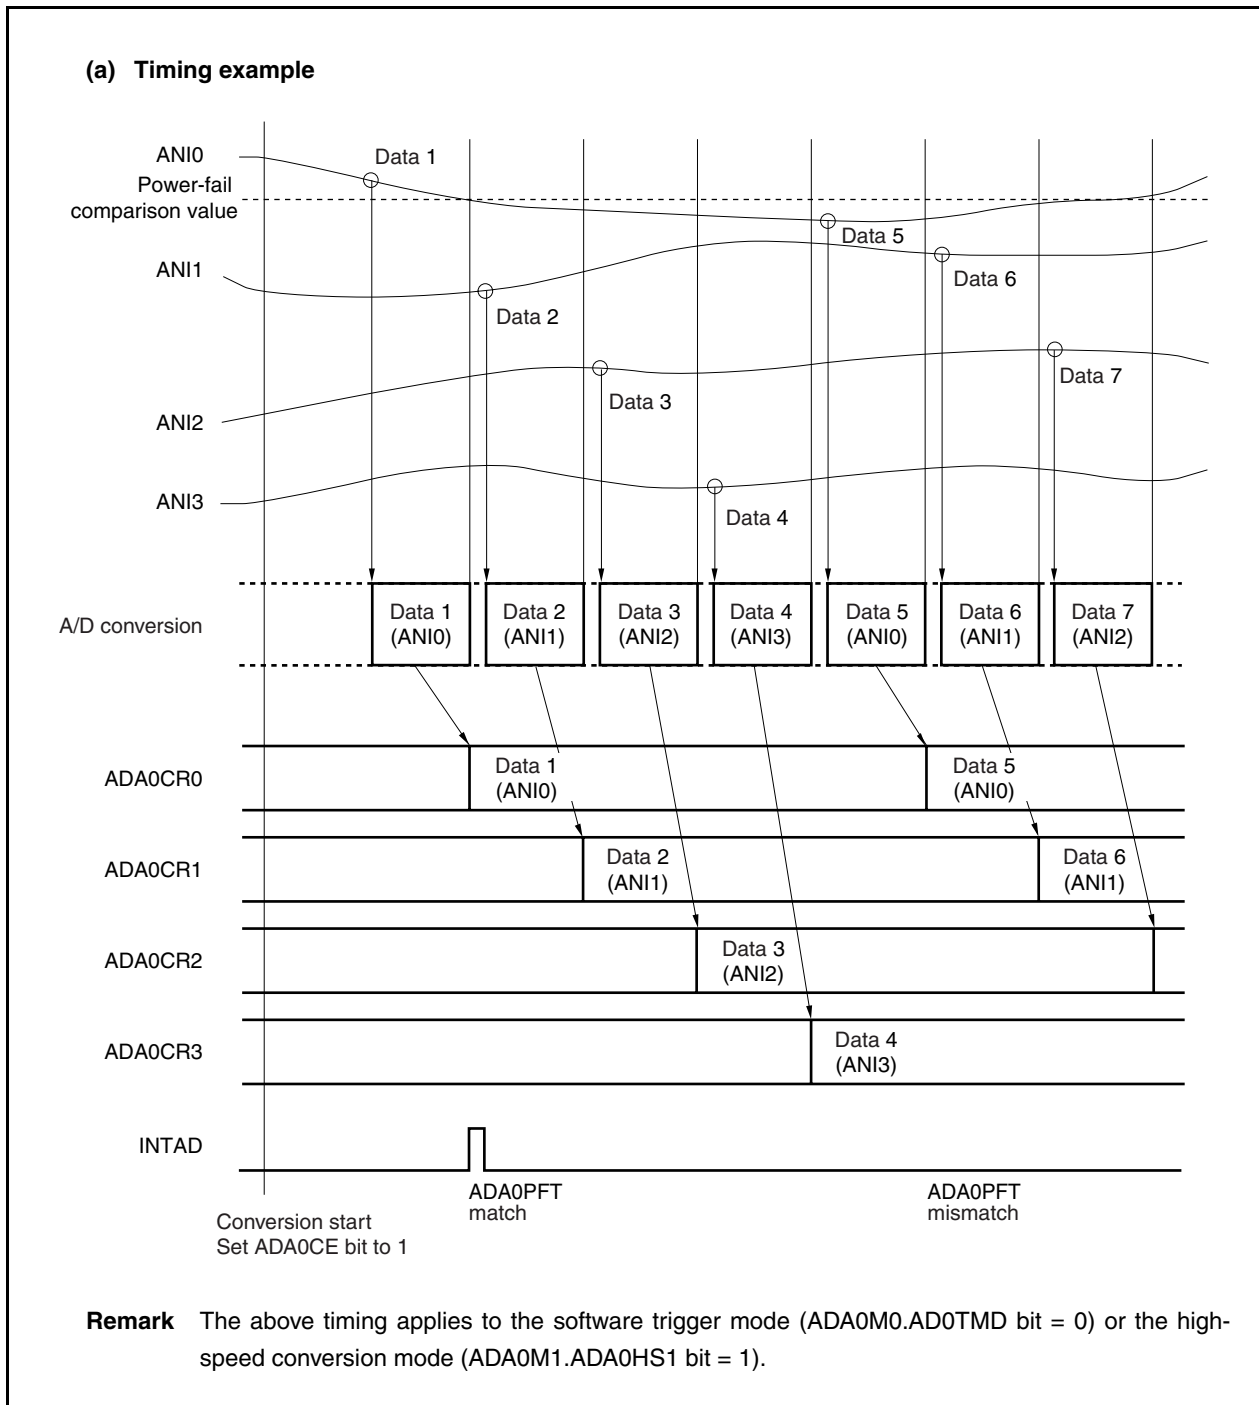 (a) Timing example
ANI0
Data 1
Power-fail
comparison value
Data 5
ANI1
Data 6
Data 2
Data 7
Data 3
ANI2
ANI3
Data 4
A/D conversion
Data 1 Data 2 Data 3 Data 4 Data 5 Data 6 Data 7
(ANI0) (ANI1) (ANI2) (ANI3) (ANI0) (ANI1) (ANI2)
ADA0CR0
Data 1 Data 5
(ANI0) (ANI0)
ADA0CR1
Data 2 Data 6
(ANI1) (ANI1)
ADA0CR2
Data 3
(ANI2)
ADA0CR3
Data 4
(ANI3)
INTAD
ADA0PFT ADA0PFT
match mismatch
Conversion start
Set ADA0CE bit to 1
Remark The above timing applies to the software trigger mode (ADA0M0.AD0TMD bit = 0) or the high-
speed conversion mode (ADA0M1.ADA0HS1 bit = 1).